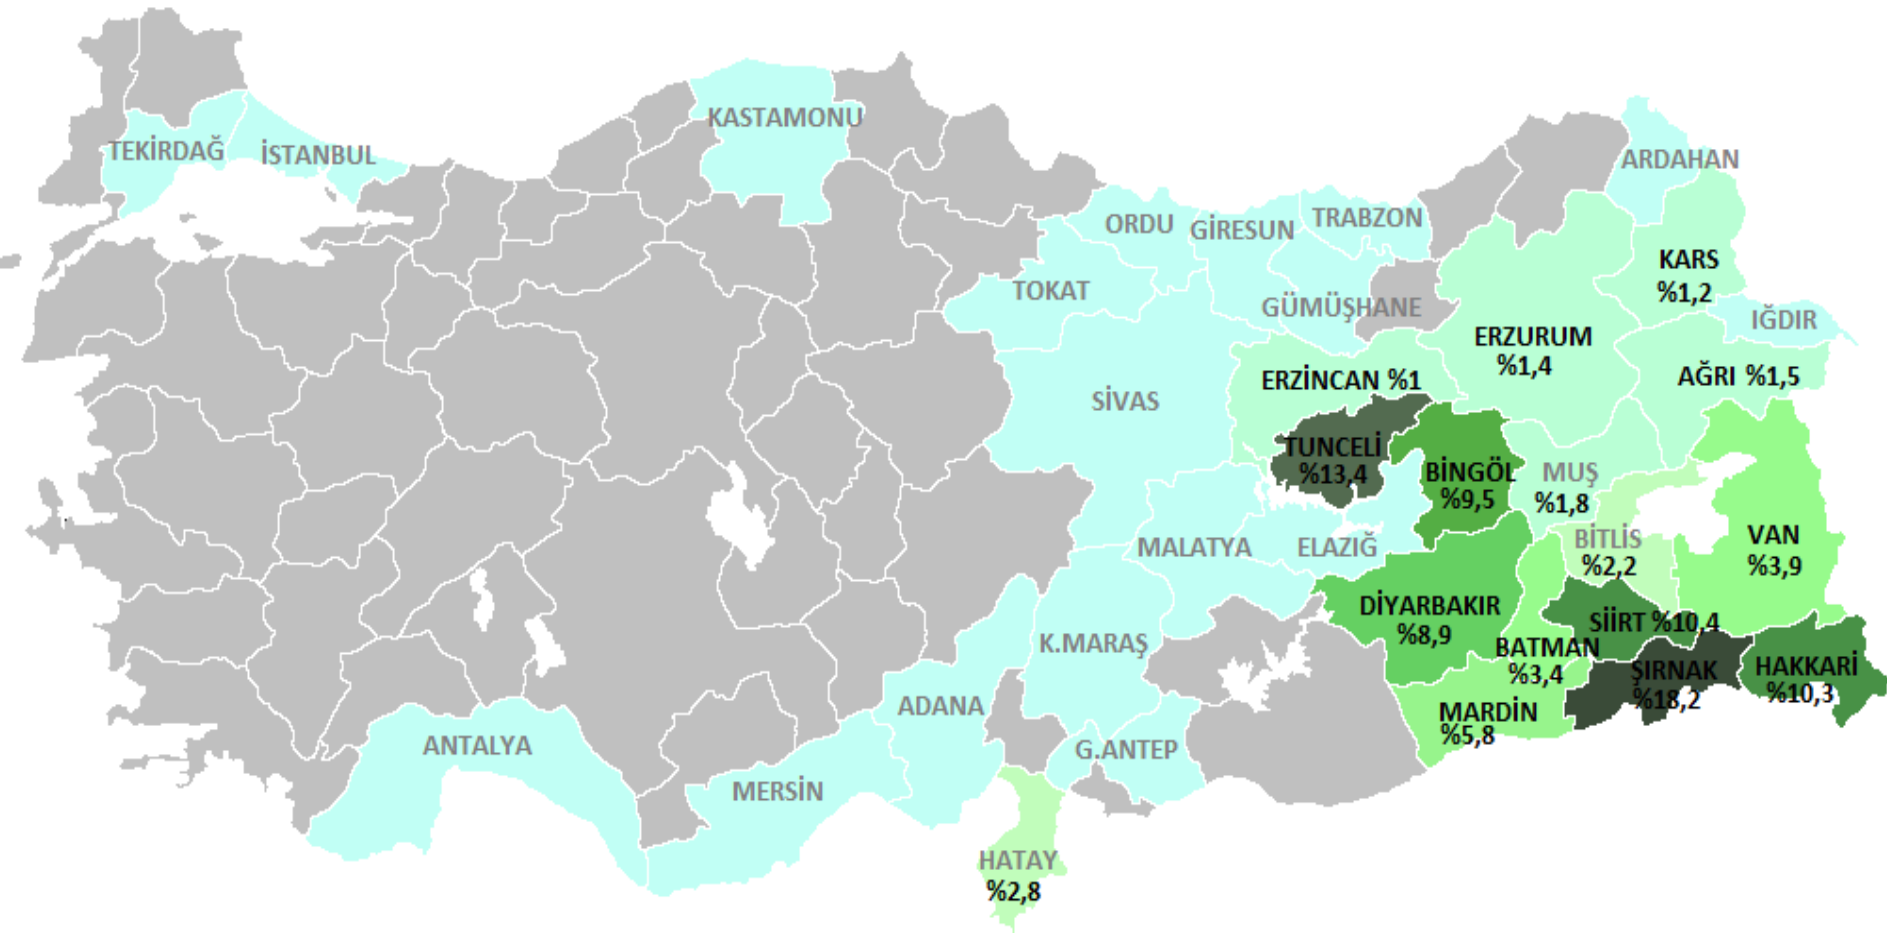 KASTAMONU
TEKİRDAĞ
İSTANBUL
ARDAHAN
ORDU
GİRESUN
TRABZON
KARS
%1,2
TOKAT
GÜMÜŞHANE
IĞDIR
ERZURUM
%1,4
ERZİNCAN %1
AĞRI %1,5
SİVAS
TUNCELİ
%13,4
BİNGÖL
%9,5
MUŞ
%1,8
MALATYA
ELAZIĞ
BİTLİS
%2,2
VAN
%3,9
DİYARBAKIR
%8,9
SİİRT %10,4
K.MARAŞ
BATMAN
%3,4
ŞIRNAK
%18,2
HAKKARİ
%10,3
ADANA
MARDİN
%5,8
ANTALYA
G.ANTEP
MERSİN
HATAY
%2,8